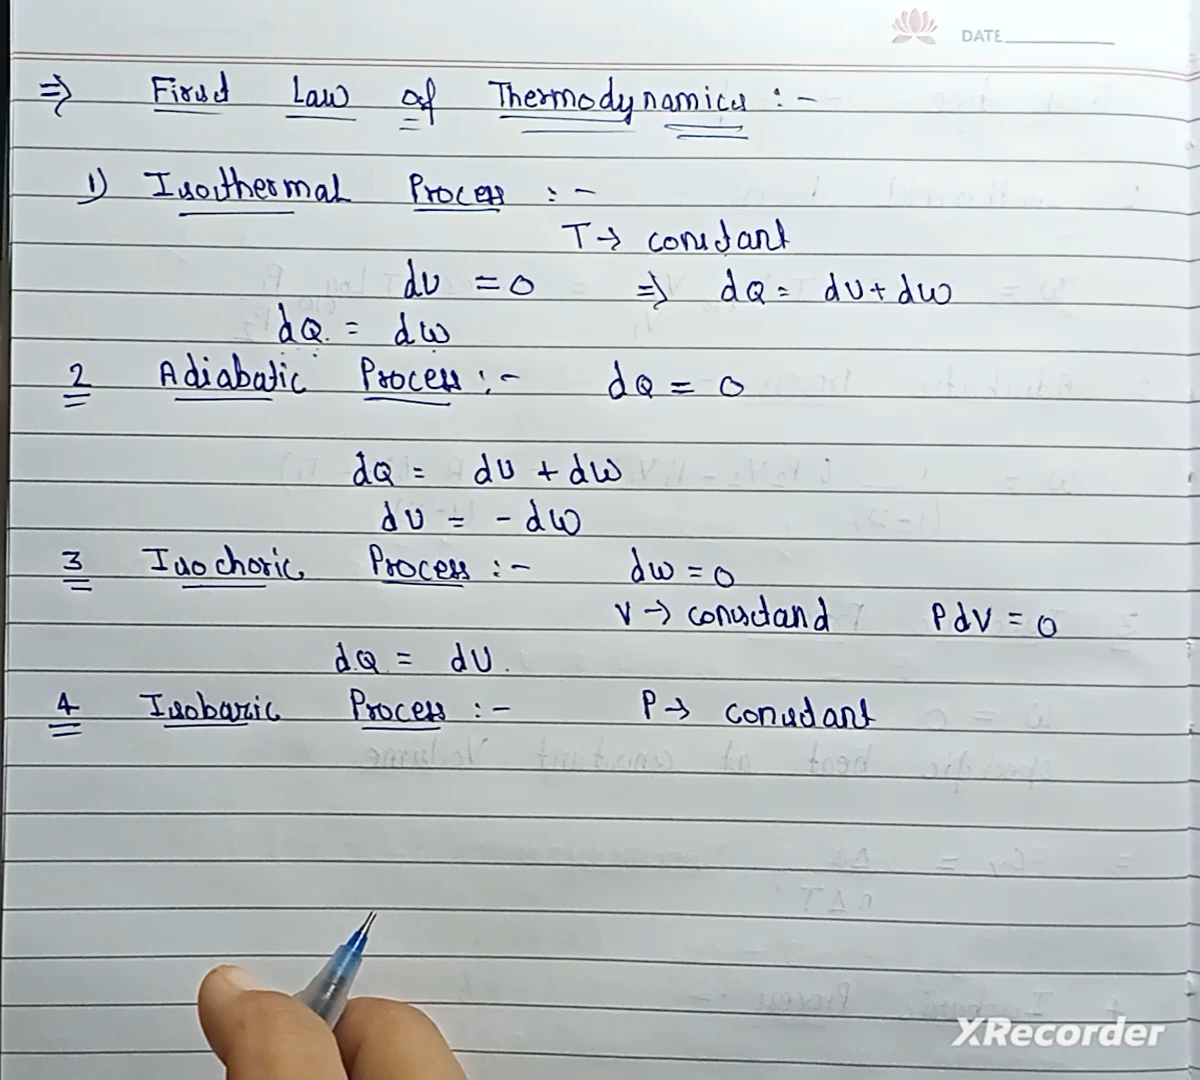 DATE
⇒ First Law of Thermodynamics :-
1) Isothermal Process :-
T → constant
dU = 0 ⇒ dQ = dU + dW
dQ = dW
2 Adiabatic Process :- dQ = 0
dQ = dU + dW
dU = - dW
3 Isochoric Process :- dW = 0
V → constant PdV = 0
dQ = dU.
4 Isobaric Process :- P → constant
XRecorder